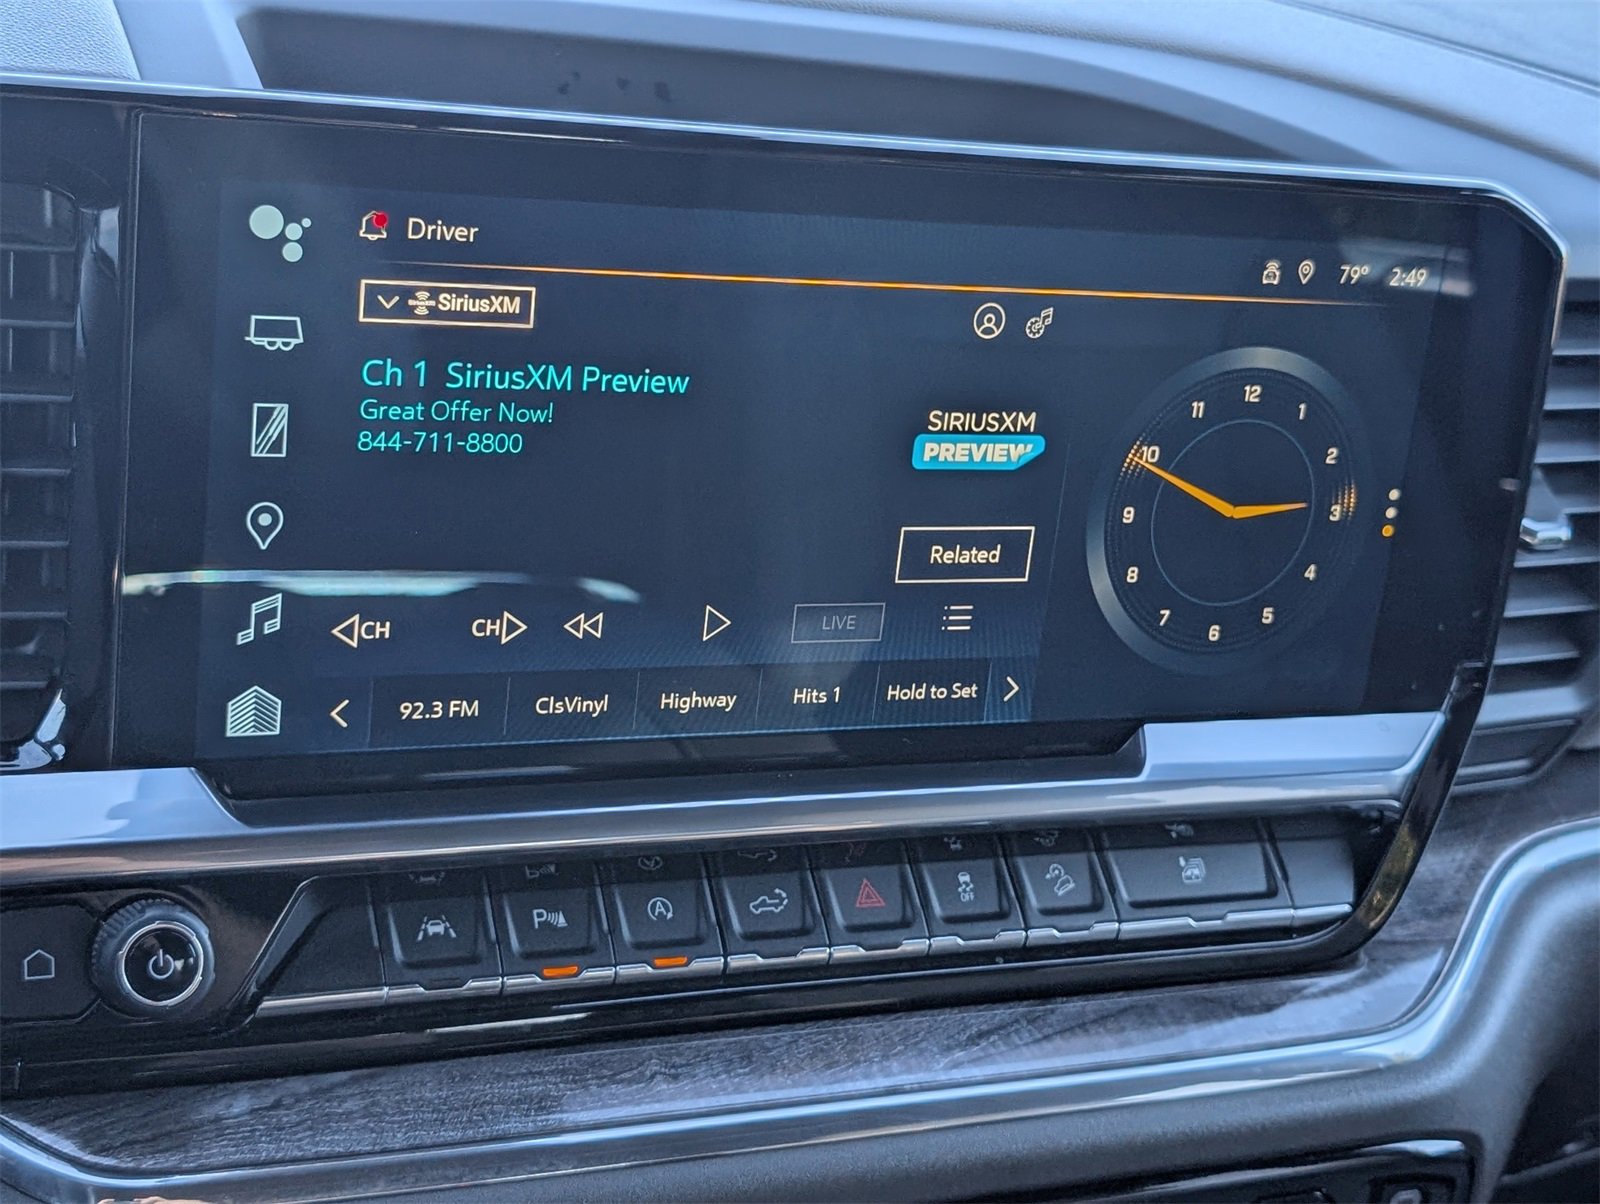 Driver
79° 2:49
SiriusXM
Ch 1 SiriusXM Preview
Great Offer Now!
844-711-8800
SIRIUSXM
PREVIEW
Related
CH
CH
LIVE
92.3 FM
ClsVinyl
Highway
Hits 1
Hold to Set
12
1
2
3
4
5
6
7
8
9
10
11
P
A
OFF